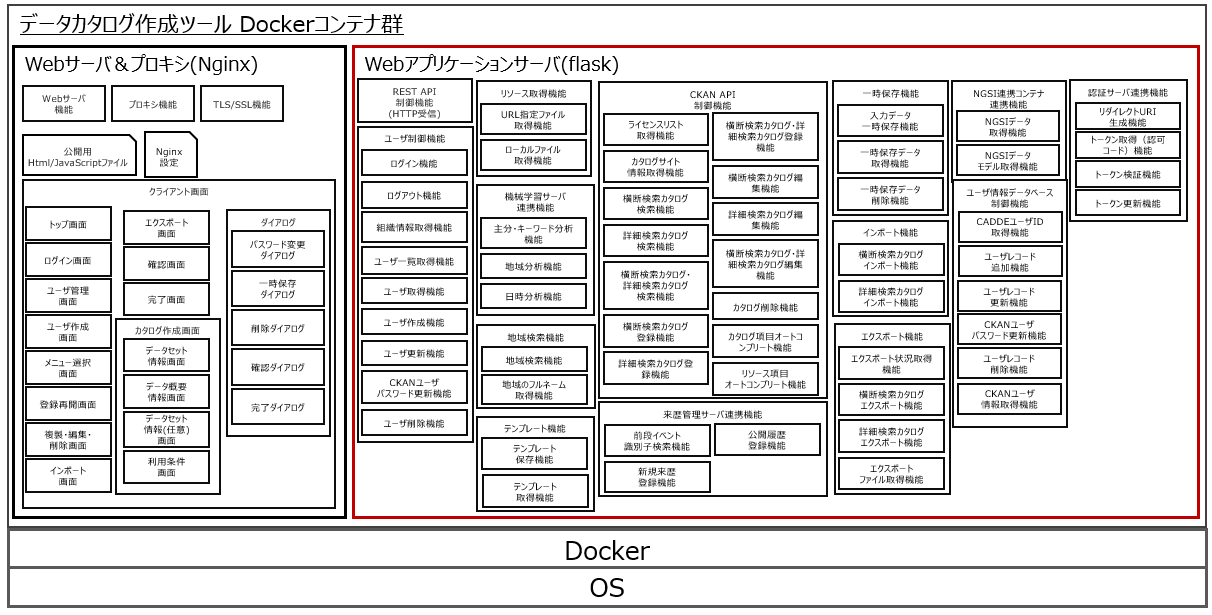 データカタログ作成ツール Dockerコンテナ群
Webサーバ＆プロキシ(Nginx)
Webサーバ
機能
プロキシ機能
TLS/SSL機能
公開用
Html/JavaScriptファイル
Nginx
設定
クライアント画面
トップ画面
ログイン画面
ユーザ管理
画面
ユーザ作成
画面
メニュー選択
画面
登録再開画面
複製・編集・
削除画面
インポート
画面
エクスポート
画面
確認画面
完了画面
カタログ作成画面
データセット
情報画面
データ概要
情報画面
データセット
情報(任意)
画面
利用条件
画面
ダイアログ
パスワード変更
ダイアログ
一時保存
ダイアログ
削除ダイアログ
確認ダイアログ
完了ダイアログ
Webアプリケーションサーバ(flask)
REST API
制御機能
(HTTP受信)
ユーザ制御機能
ログイン機能
ログアウト機能
組織情報取得機能
ユーザ一覧取得機能
ユーザ取得機能
ユーザ作成機能
ユーザ更新機能
CKANユーザ
パスワード更新機能
ユーザ削除機能
リソース取得機能
URL指定ファイル
取得機能
ローカルファイル
取得機能
機械学習サーバ
連携機能
主分・キーワード分析
機能
地域分析機能
日時分析機能
地域検索機能
地域検索機能
地域のフルネーム
取得機能
テンプレート機能
テンプレート
保存機能
テンプレート
取得機能
CKAN API
制御機能
ライセンスリスト
取得機能
カタログサイト
情報取得機能
横断検索カタログ
検索機能
詳細検索カタログ
検索機能
横断検索カタログ・
詳細検索カタログ
検索機能
横断検索カタログ
登録機能
詳細検索カタログ登
録機能
横断検索カタログ・詳
細検索カタログ登録
機能
横断検索カタログ編
集機能
詳細検索カタログ編
集機能
横断検索カタログ・詳
細検索カタログ編集
機能
カタログ削除機能
カタログ項目オートコ
ンプリート機能
リソース項目
オートコンプリート機能
来歴管理サーバ連携機能
前段イベント
識別子検索機能
公開履歴
登録機能
新規来歴
登録機能
一時保存機能
入力データ
一時保存機能
一時保存データ
取得機能
一時保存データ
削除機能
インポート機能
横断検索カタログ
インポート機能
詳細検索カタログ
インポート機能
エクスポート機能
エクスポート状況取得
機能
横断検索カタログ
エクスポート機能
詳細検索カタログ
エクスポート機能
エクスポート
ファイル取得機能
NGSI連携コンテナ
連携機能
NGSIデータ
取得機能
NGSIデータ
モデル取得機能
ユーザ情報データベース
制御機能
CADDEユーザID
取得機能
ユーザレコード
追加機能
ユーザレコード
更新機能
CKANユーザ
パスワード更新機能
ユーザレコード
削除機能
CKANユーザ
情報取得機能
認証サーバ連携機能
リダイレクトURI
生成機能
トークン取得（認可
コード）機能
トークン検証機能
トークン更新機能
Docker
OS